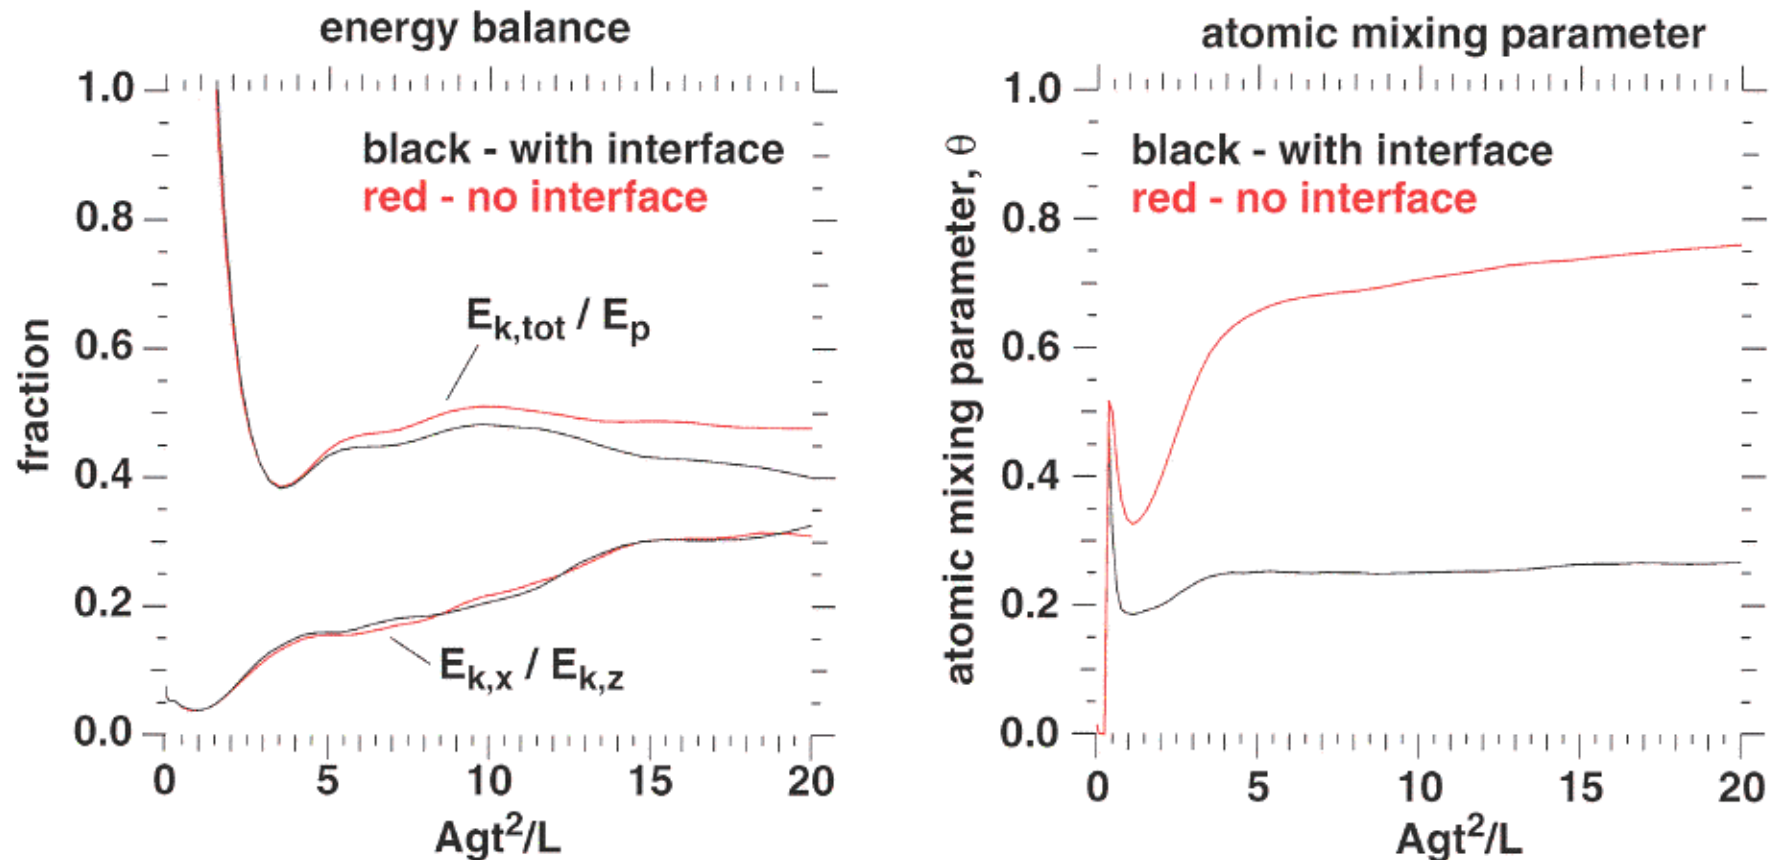 energy balance
1.0
0.8
0.6
0.4
0.2
0.0
fraction
black - with interface
red - no interface
E_k,tot / E_p
E_k,x / E_k,z
0 5 10 15 20
Agt²/L
atomic mixing parameter
1.0
0.8
0.6
0.4
0.2
0.0
atomic mixing parameter, θ
black - with interface
red - no interface
0 5 10 15 20
Agt²/L